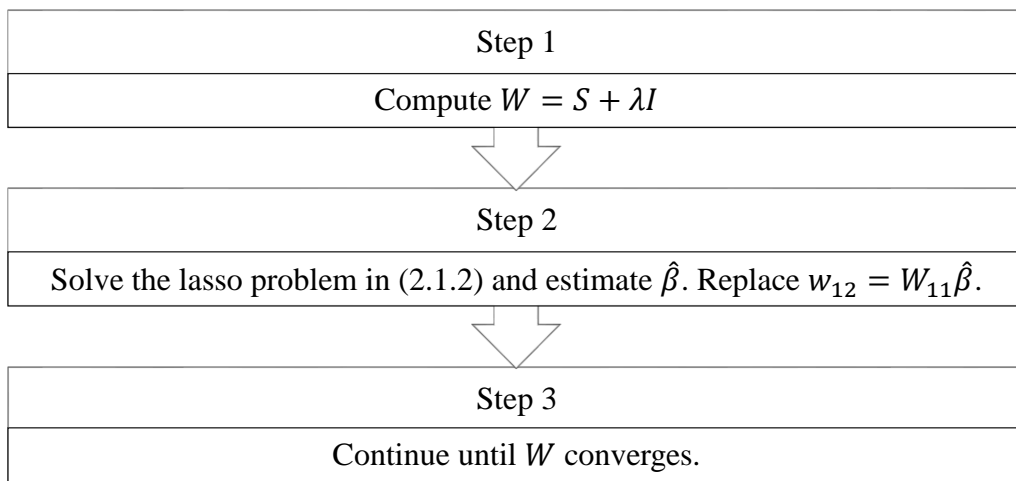 Step 1
Compute 𝑊 = 𝑆 + 𝜆𝐼
Step 2
Solve the lasso problem in (2.1.2) and estimate 𝛽̂. Replace 𝑤₁₂ = 𝑊₁₁𝛽̂.
Step 3
Continue until 𝑊 converges.